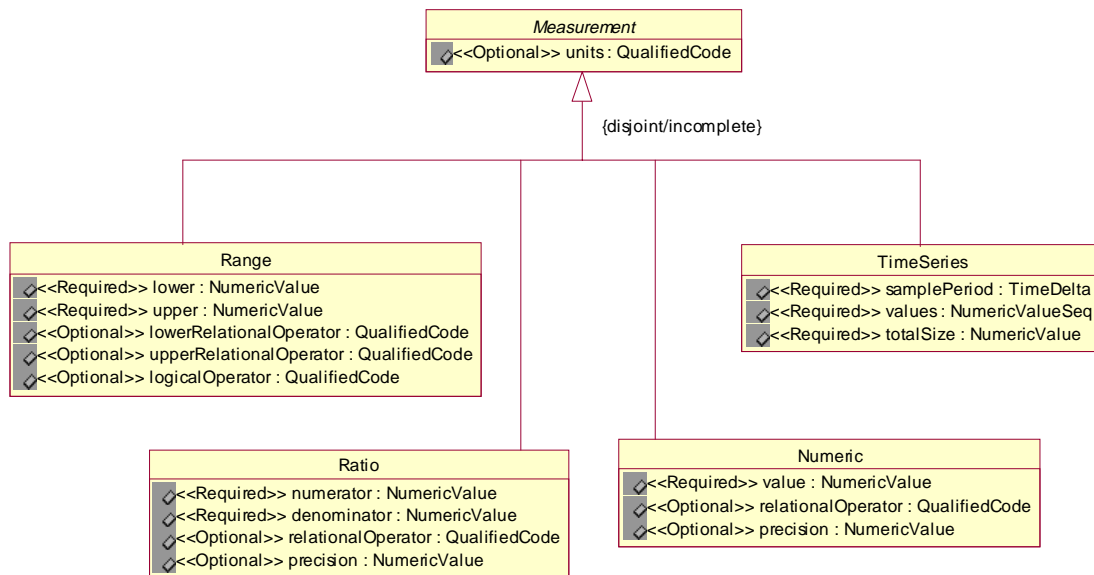 Measurement
<<Optional>> units : QualifiedCode
{disjoint/incomplete}
Range
<<Required>> lower : NumericValue
<<Required>> upper : NumericValue
<<Optional>> lowerRelationalOperator : QualifiedCode
<<Optional>> upperRelationalOperator : QualifiedCode
<<Optional>> logicalOperator : QualifiedCode
TimeSeries
<<Required>> samplePeriod : TimeDelta
<<Required>> values : NumericValueSeq
<<Required>> totalSize : NumericValue
Ratio
<<Required>> numerator : NumericValue
<<Required>> denominator : NumericValue
<<Optional>> relationalOperator : QualifiedCode
<<Optional>> precision : NumericValue
Numeric
<<Required>> value : NumericValue
<<Optional>> relationalOperator : QualifiedCode
<<Optional>> precision : NumericValue